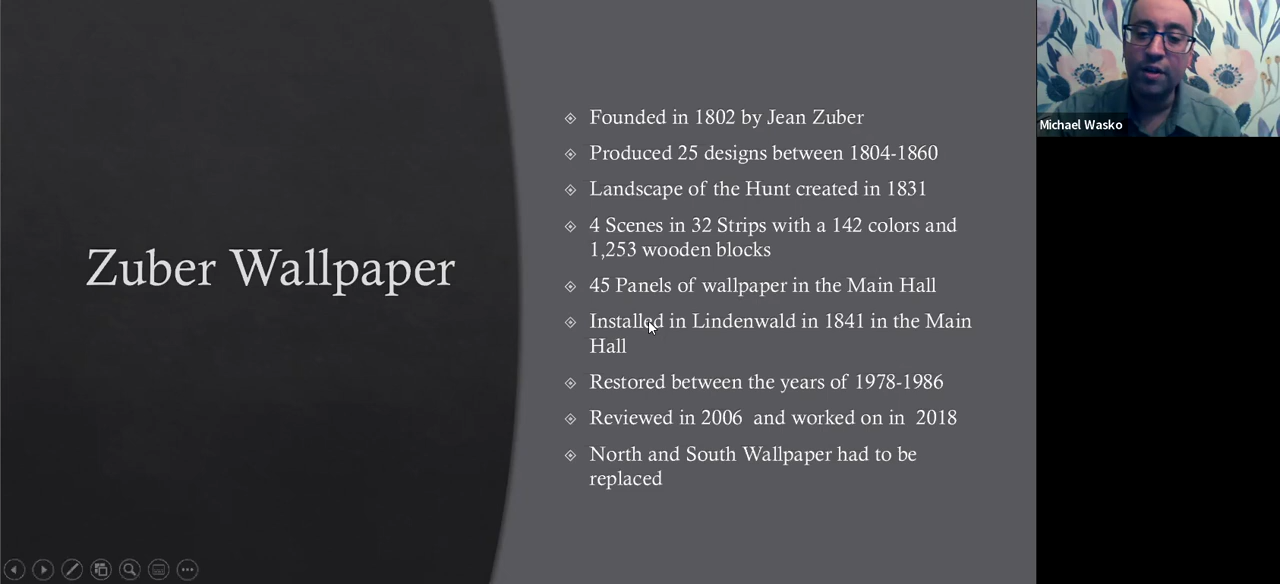 Zuber Wallpaper
Founded in 1802 by Jean Zuber
Produced 25 designs between 1804-1860
Landscape of the Hunt created in 1831
4 Scenes in 32 Strips with a 142 colors and
1,253 wooden blocks
45 Panels of wallpaper in the Main Hall
Installed in Lindenwald in 1841 in the Main
Hall
Restored between the years of 1978-1986
Reviewed in 2006 and worked on in 2018
North and South Wallpaper had to be
replaced
Michael Wasko